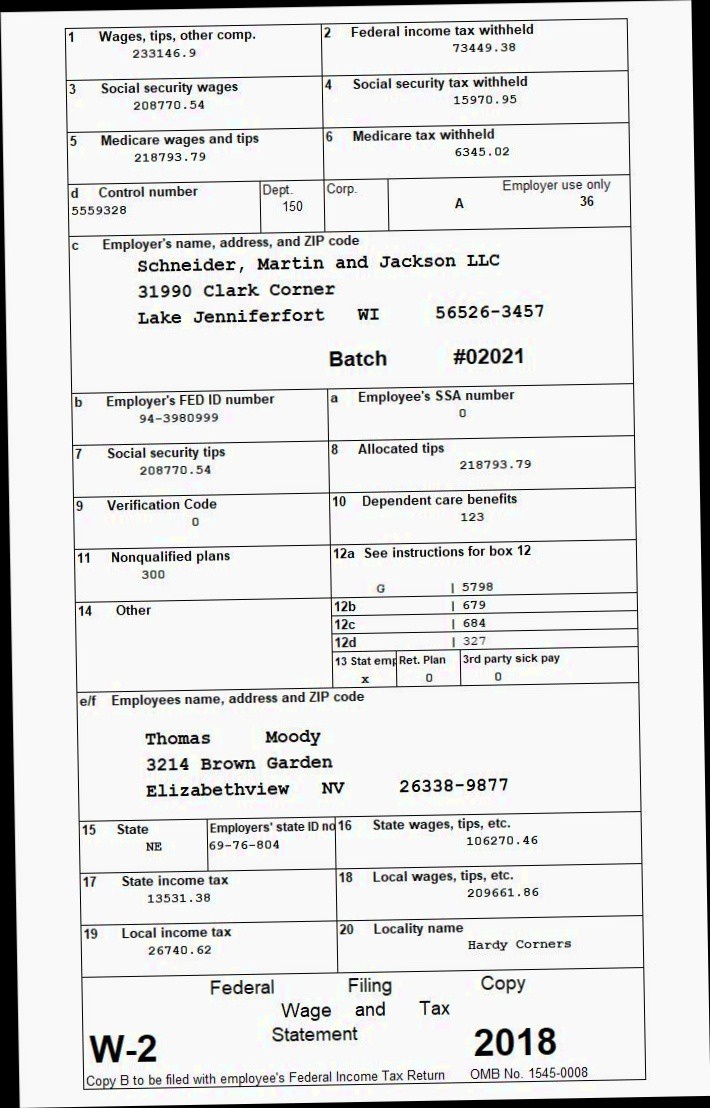 1 Wages, tips, other comp. 2 Federal income tax withheld
233146.9 73449.38
3 Social security wages 4 Social security tax withheld
208770.54 15970.95
5 Medicare wages and tips 6 Medicare tax withheld
218793.79 6345.02
d Control number Dept. Corp. Employer use only
5559328 150 A 36
c Employer's name, address, and ZIP code
Schneider, Martin and Jackson LLC
31990 Clark Corner
Lake Jenniferfort WI 56526-3457
Batch #02021
b Employer's FED ID number a Employee's SSA number
94-3980999 0
7 Social security tips 8 Allocated tips
208770.54 218793.79
9 Verification Code 10 Dependent care benefits
0 123
11 Nonqualified plans 12a See instructions for box 12
300 G | 5798
14 Other 12b | 679
12c | 684
12d | 327
13 Stat emp Ret. Plan 3rd party sick pay
x 0 0
e/f Employees name, address and ZIP code
Thomas Moody
3214 Brown Garden
Elizabethview NV 26338-9877
15 State Employers' state ID no 16 State wages, tips, etc.
NE 69-76-804 106270.46
17 State income tax 18 Local wages, tips, etc.
13531.38 209661.86
19 Local income tax 20 Locality name
26740.62 Hardy Corners
Federal Filing Copy
Wage and Tax
Statement
W-2 2018
Copy B to be filed with employee's Federal Income Tax Return OMB No. 1545-0008